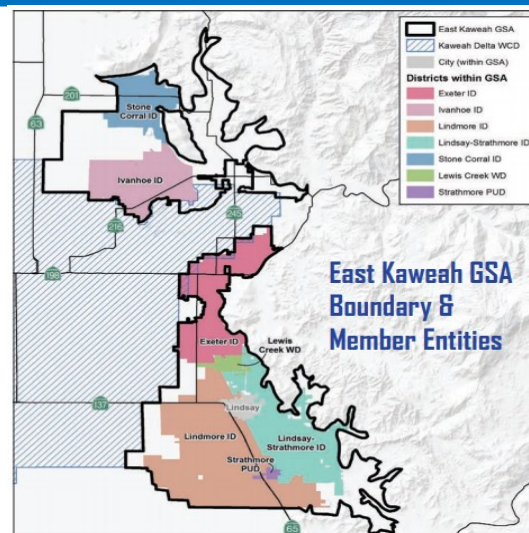 East Kaweah GSA
Kaweah Delta WCD
City (within GSA)
Districts within GSA
Exeter ID
Ivanhoe ID
Lindmore ID
Lindsay-Strathmore ID
Stone Corral ID
Lewis Creek WD
Strathmore PUD
201
63
Stone
Corral ID
Ivanhoe ID
216
245
198
East Kaweah GSA
Boundary &
Member Entities
Exeter ID
Lewis
Creek WD
137
Lindsay
Lindmore ID
Lindsay-
Strathmore ID
Strathmore
PUD
65